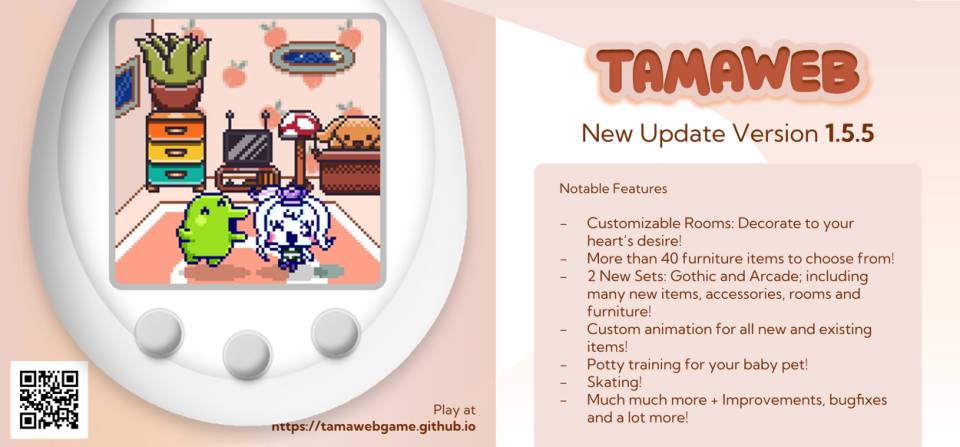 TAMAWEB
New Update Version 1.5.5
Notable Features
- Customizable Rooms: Decorate to your
heart's desire!
- More than 40 furniture items to choose from!
- 2 New Sets: Gothic and Arcade; including
many new items, accessories, rooms and
furniture!
- Custom animation for all new and existing
items!
- Potty training for your baby pet!
- Skating!
- Much much more + Improvements, bugfixes
and a lot more!
Play at
https://tamawebgame.github.io